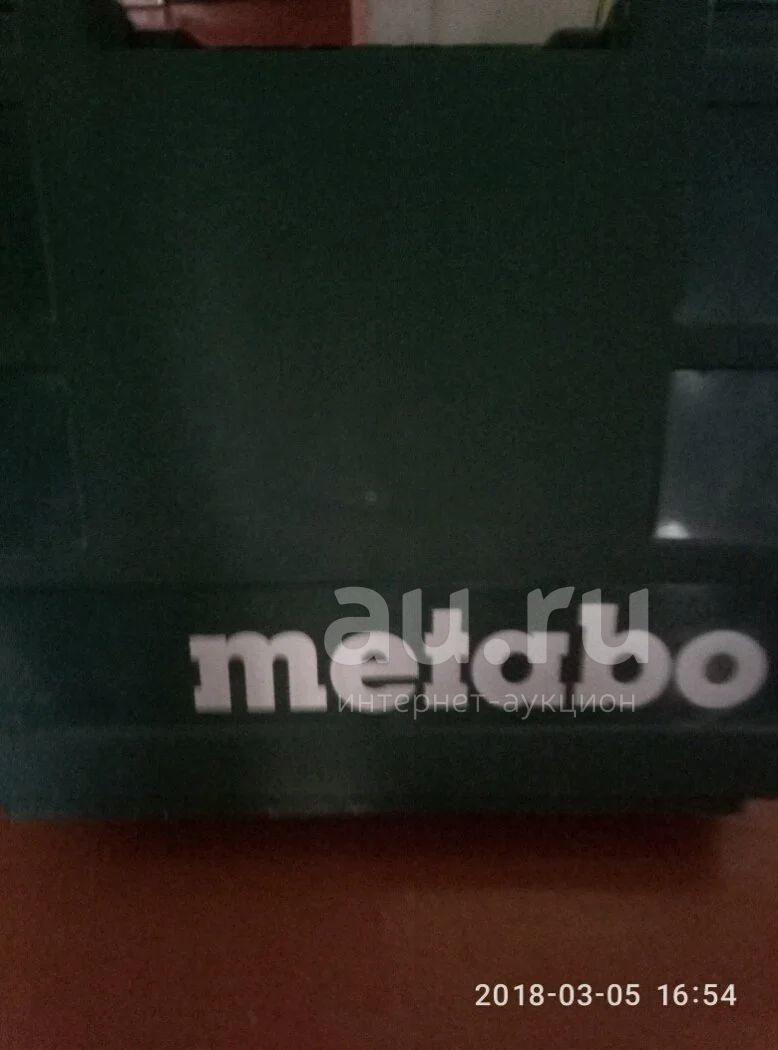 au.ru
metabo
интернет-аукцион
2018-03-05 16:54